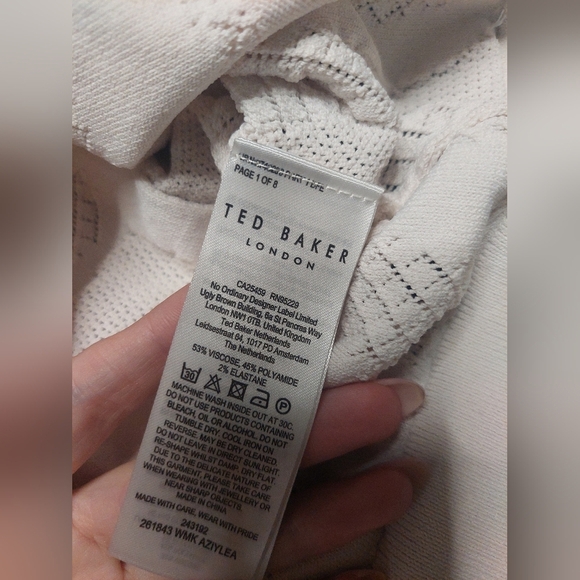 PAGE 1 OF 8
TED BAKER
LONDON
CA25459 RN95229
No Ordinary Designer Label Limited
Ugly Brown Building, 6a St.Pancras Way
London NW1 0TB, United Kingdom
Ted Baker Netherlands
Leidsestraat 64, 1017 PD Amsterdam
The Netherlands
53% VISCOSE, 45% POLYAMIDE
2% ELASTANE
30 P
MACHINE WASH INSIDE OUT AT 30C.
DO NOT USE PRODUCTS CONTAINING
BLEACH, OIL OR ALCOHOL. DO NOT
TUMBLE DRY. COOL IRON ON
REVERSE. MAY BE DRY CLEANED.
DO NOT LEAVE IN DIRECT SUNLIGHT.
RE-SHAPE WHILST DAMP. DRY FLAT.
DUE TO THE DELICATE NATURE OF
THIS GARMENT, PLEASE TAKE CARE
WHEN WEARING WITH JEWELLERY OR
NEAR SHARP OBJECTS.
MADE IN CHINA
MADE WITH CARE, WEAR WITH PRIDE
243192
261843 WMK AZIYLEA